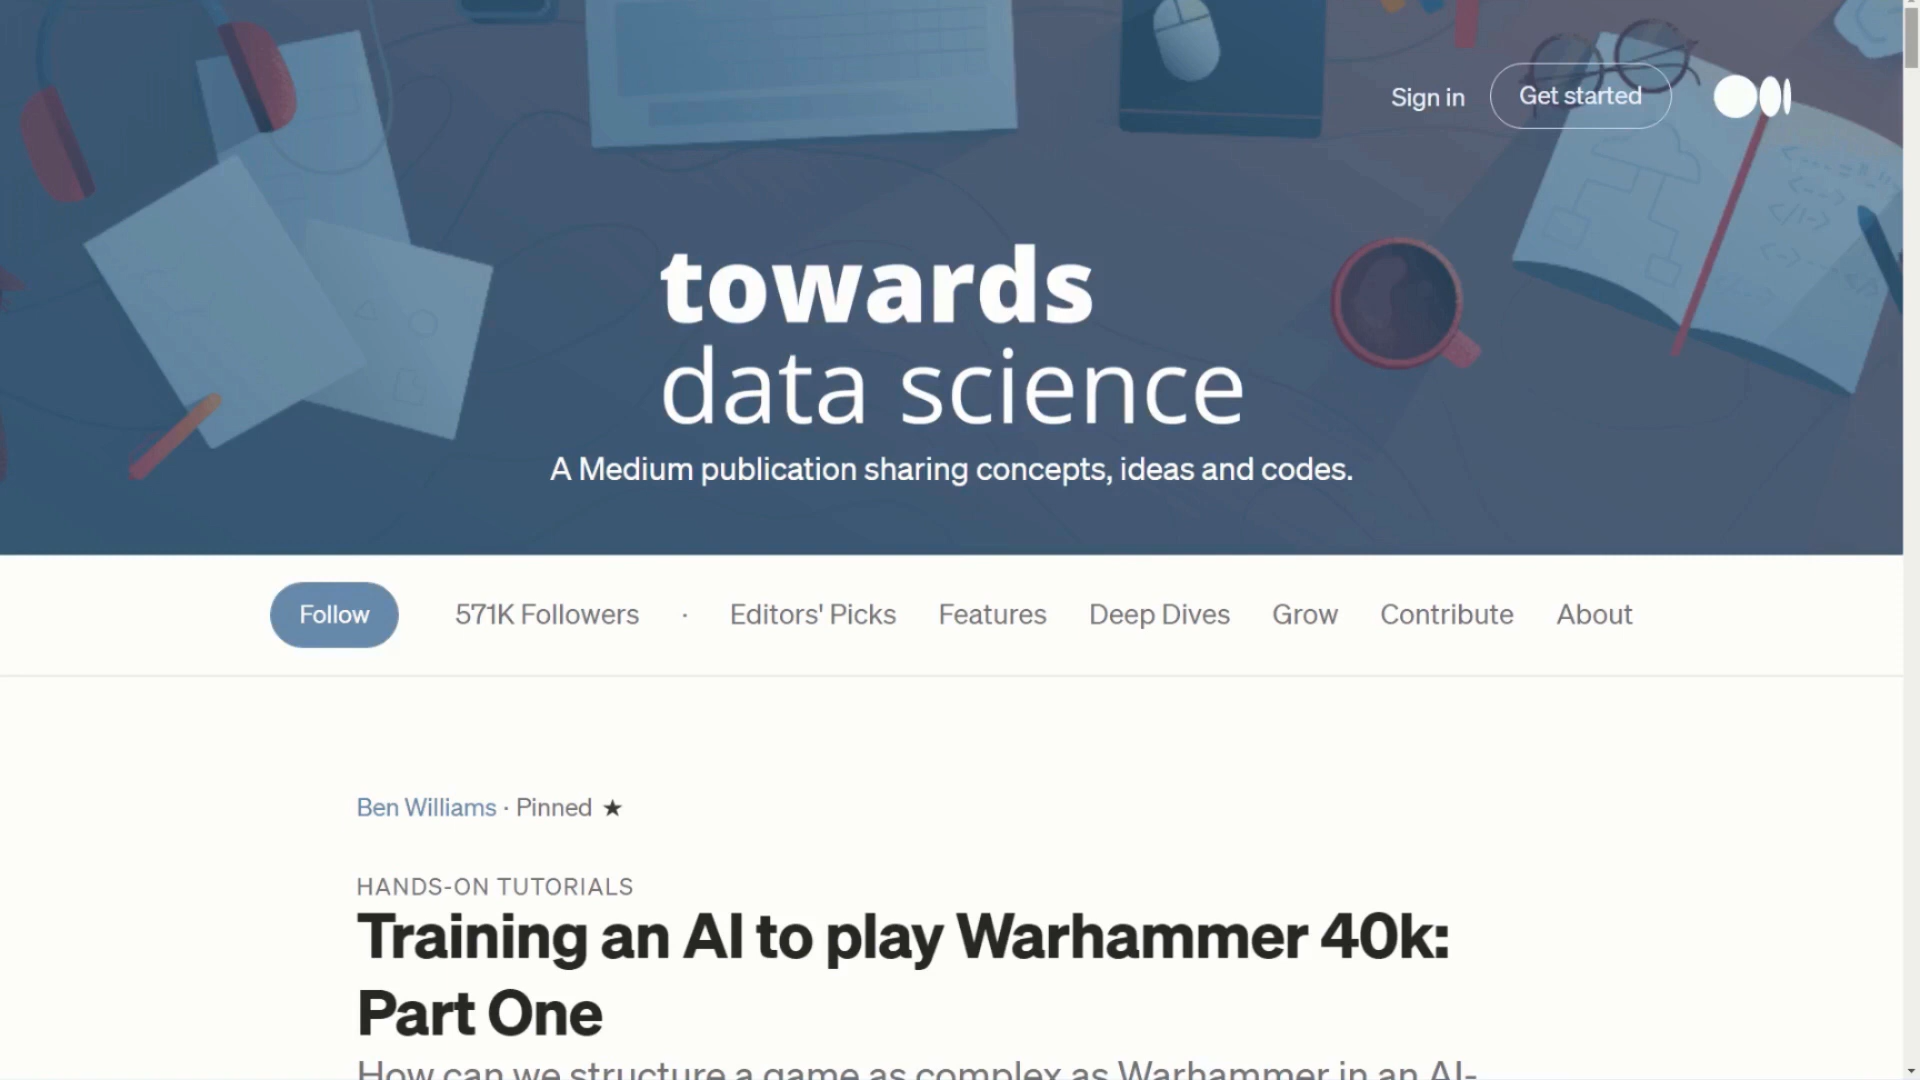 Sign in
Get started
towards
data science
A Medium publication sharing concepts, ideas and codes.
Follow
571K Followers · Editors' Picks Features Deep Dives Grow Contribute About
Ben Williams · Pinned ★
HANDS-ON TUTORIALS
Training an AI to play Warhammer 40k:
Part One
How can we structure a game as complex as Warhammer in an AI-